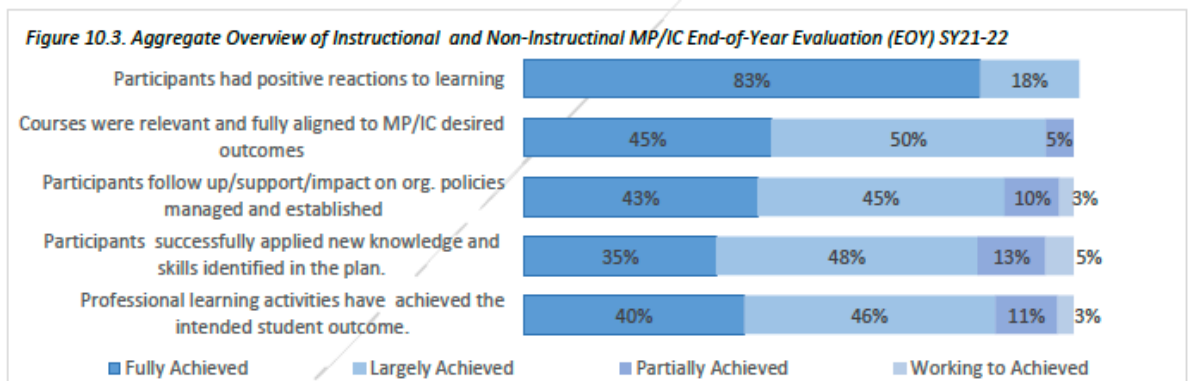 Figure 10.3. Aggregate Overview of Instructional and Non-Instructinal MP/IC End-of-Year Evaluation (EOY) SY21-22
Participants had positive reactions to learning
83% 18%
Courses were relevant and fully aligned to MP/IC desired
outcomes
45% 50% 5%
Participants follow up/support/impact on org. policies
managed and established
43% 45% 10% 3%
Participants successfully applied new knowledge and
skills identified in the plan.
35% 48% 13% 5%
Professional learning activities have achieved the
intended student outcome.
40% 46% 11% 3%
Fully Achieved Largely Achieved Partially Achieved Working to Achieved